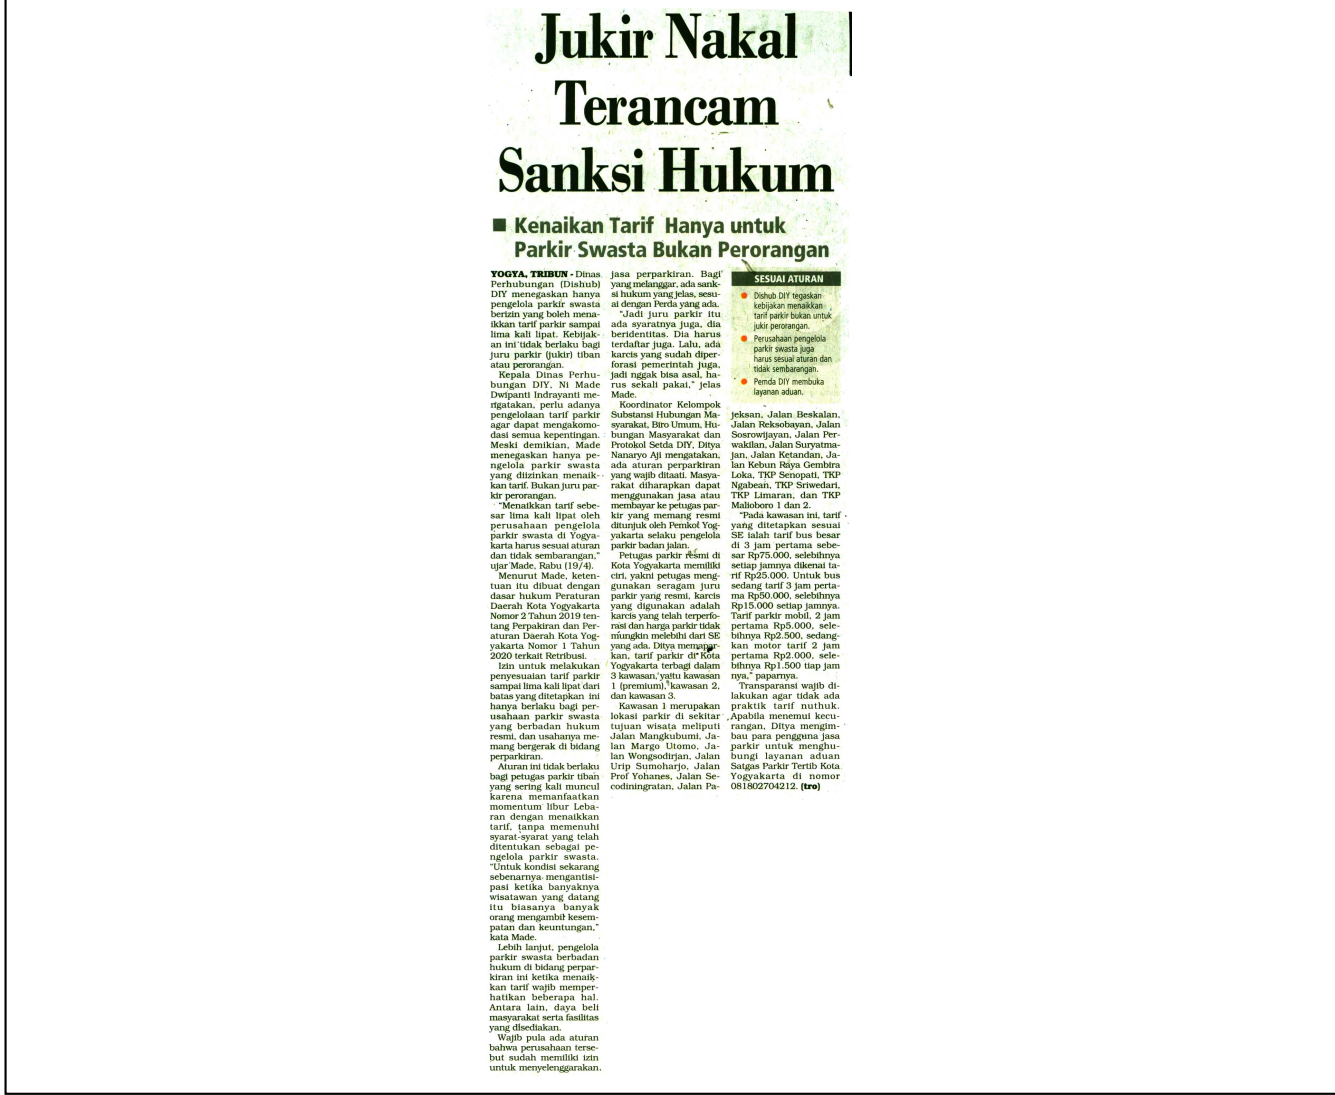 Jukir Nakal
Terancam
Sanksi Hukum
■ Kenaikan Tarif Hanya untuk
Parkir Swasta Bukan Perorangan
YOGYA, TRIBUN - Dinas
Perhubungan (Dishub)
DIY menegaskan hanya
pengelola parkir swasta
berizin yang boleh mena-
ikkan tarif parkir sampai
lima kali lipat. Kebijak-
an ini tidak berlaku bagi
juru parkir (jukir) tiban
atau perorangan.
Kepala Dinas Perhu-
bungan DIY, Ni Made
Dwipanti Indrayanti me-
ngatakan, perlu adanya
pengelolaan tarif parkir
agar dapat mengakomo-
dasi semua kepentingan.
Meski demikian, Made
menegaskan hanya pe-
ngelola parkir swasta
yang diizinkan menaik-
kan tarif. Bukan juru par-
kir perorangan.
"Menaikkan tarif sebe-
sar lima kali lipat oleh
perusahaan pengelola
parkir swasta di Yogya-
karta harus sesuai aturan
dan tidak sembarangan,"
ujar Made, Rabu (19/4).
Menurut Made, keten-
tuan itu dibuat dengan
dasar hukum Peraturan
Daerah Kota Yogyakarta
Nomor 2 Tahun 2019 ten-
tang Perpakiran dan Per-
aturan Daerah Kota Yog-
yakarta Nomor 1 Tahun
2020 terkait Retribusi.
Izin untuk melakukan
penyesuaian tarif parkir
sampai lima kali lipat dari
batas yang ditetapkan ini
hanya berlaku bagi per-
usahaan parkir swasta
yang berbadan hukum
resmi, dan usahanya me-
mang bergerak di bidang
perparkiran.
Aturan ini tidak berlaku
bagi petugas parkir tiban
yang sering kali muncul
karena memanfaatkan
momentum libur Leba-
ran dengan menaikkan
tarif, tanpa memenuhi
syarat-syarat yang telah
ditentukan sebagai pe-
ngelola parkir swasta.
"Untuk kondisi sekarang
sebenarnya mengantisi-
pasi ketika banyaknya
wisatawan yang datang
itu biasanya banyak
orang mengambil kesem-
patan dan keuntungan,"
kata Made.
Lebih lanjut, pengelola
parkir swasta berbadan
hukum di bidang perpar-
kiran ini ketika menaik-
kan tarif wajib memper-
hatikan beberapa hal.
Antara lain, daya beli
masyarakat serta fasilitas
yang disediakan.
Wajib pula ada aturan
bahwa perusahaan terse-
but sudah memiliki izin
untuk menyelenggarakan
jasa perparkiran. Bagi
yang melanggar, ada sank-
si hukum yang jelas, sesu-
ai dengan Perda yang ada.
"Jadi juru parkir itu
ada syaratnya juga, dia
beridentitas. Dia harus
terdaftar juga. Lalu, ada
karcis yang sudah diper-
forasi pemerintah juga,
jadi nggak bisa asal, ha-
rus sekali pakai," jelas
Made.
Koordinator Kelompok
Substansi Hubungan Ma-
syarakat, Biro Umum, Hu-
bungan Masyarakat dan
Protokol Setda DIY, Ditya
Nanaryo Aji mengatakan,
ada aturan perparkiran
yang wajib ditaati. Masya-
rakat diharapkan dapat
menggunakan jasa atau
membayar ke petugas par-
kir yang memang resmi
ditunjuk oleh Pemkot Yog-
yakarta selaku pengelola
parkir badan jalan.
Petugas parkir resmi di
Kota Yogyakarta memiliki
ciri, yakni petugas meng-
gunakan seragam juru
parkir yang resmi, karcis
yang digunakan adalah
karcis yang telah terperfo-
rasi dan harga parkir tidak
mungkin melebihi dari SE
yang ada. Ditya memapar-
kan, tarif parkir di Kota
Yogyakarta terbagi dalam
3 kawasan, yaitu kawasan
1 (premium), kawasan 2,
dan kawasan 3.
Kawasan 1 merupakan
lokasi parkir di sekitar
tujuan wisata meliputi
Jalan Mangkubumi, Ja-
lan Margo Utomo, Ja-
lan Wongsodirjan, Jalan
Urip Sumoharjo, Jalan
Prof Yohanes, Jalan Se-
codiningratan, Jalan Pa-
SESUAI ATURAN
● Dishub DIY tegaskan
kebijakan menaikkan
tarif parkir bukan untuk
jukir perorangan.
● Perusahaan pengelola
parkir swasta juga
harus sesuai aturan dan
tidak sembarangan.
● Pemda DIY membuka
layanan aduan.
jeksan, Jalan Beskalan,
Jalan Reksobayan, Jalan
Sosrowijayan, Jalan Per-
wakilan, Jalan Suryatma-
jan, Jalan Ketandan, Ja-
lan Kebun Raya Gembira
Loka, TKP Senopati, TKP
Ngabean, TKP Sriwedari,
TKP Limaran, dan TKP
Malioboro 1 dan 2.
"Pada kawasan ini, tarif
yang ditetapkan sesuai
SE ialah tarif bus besar
di 3 jam pertama sebe-
sar Rp75.000, selebihnya
setiap jamnya dikenai ta-
rif Rp25.000. Untuk bus
sedang tarif 3 jam perta-
ma Rp50.000, selebihnya
Rp15.000 setiap jamnya.
Tarif parkir mobil, 2 jam
pertama Rp5.000, sele-
bihnya Rp2.500, sedang-
kan motor tarif 2 jam
pertama Rp2.000, sele-
bihnya Rp1.500 tiap jam
nya," paparnya.
Transparansi wajib di-
lakukan agar tidak ada
praktik tarif nuthuk.
Apabila menemui kecu-
rangan, Ditya mengim-
bau para pengguna jasa
parkir untuk menghu-
bungi layanan aduan
Satgas Parkir Tertib Kota
Yogyakarta di nomor
081802704212. (tro)